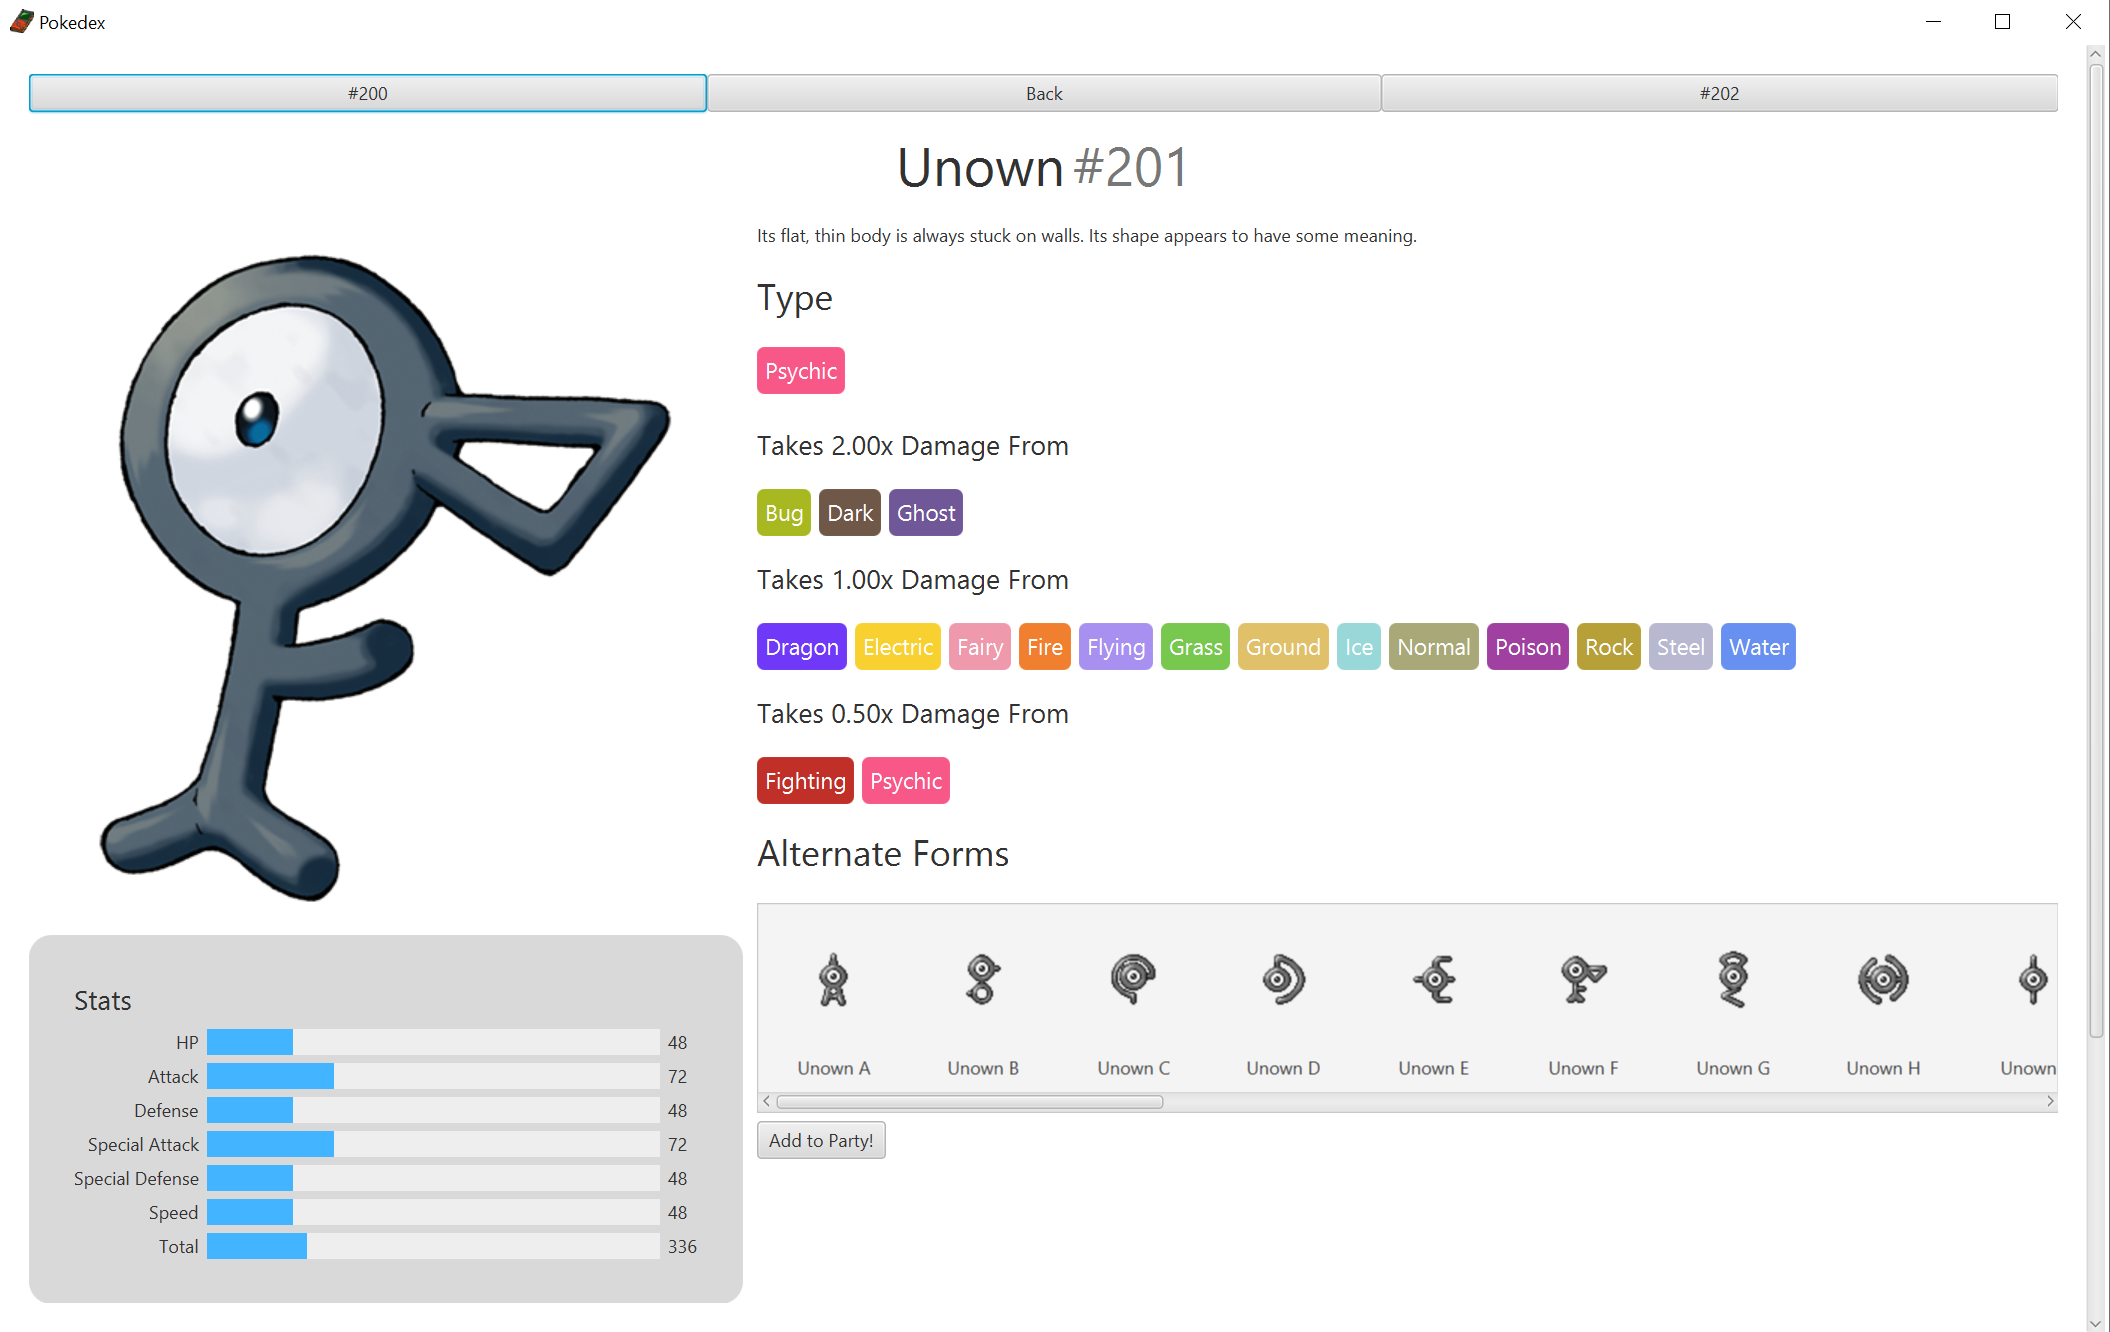 Pokedex
#200 Back #202
Unown #201
Its flat, thin body is always stuck on walls. Its shape appears to have some meaning.
Type
Psychic
Takes 2.00x Damage From
Bug Dark Ghost
Takes 1.00x Damage From
Dragon Electric Fairy Fire Flying Grass Ground Ice Normal Poison Rock Steel Water
Takes 0.50x Damage From
Fighting Psychic
Alternate Forms
Unown A Unown B Unown C Unown D Unown E Unown F Unown G Unown H Unown
Add to Party!
Stats
HP 48
Attack 72
Defense 48
Special Attack 72
Special Defense 48
Speed 48
Total 336